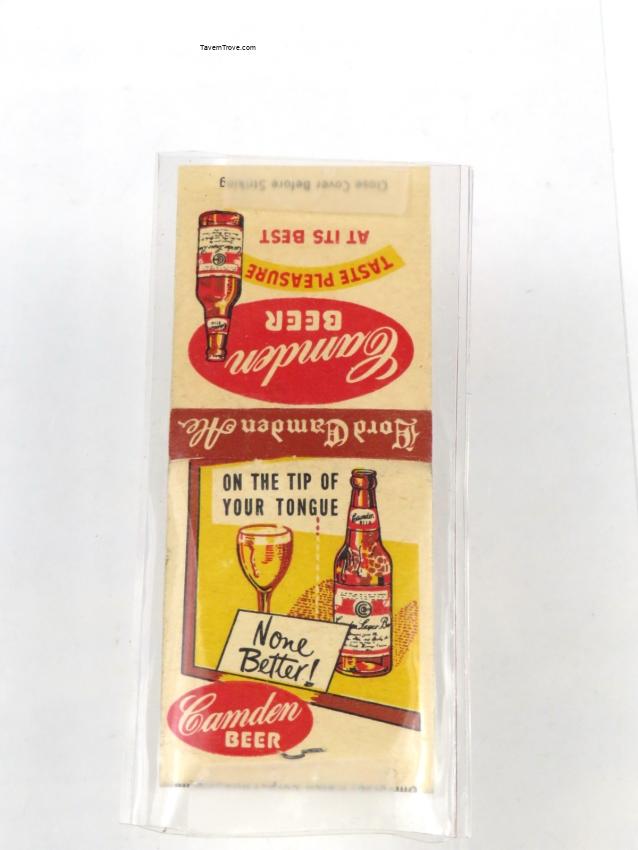 TavernTrove.com
Close Cover Before Striking
AT ITS BEST
TASTE PLEASURE
Camden
BEER
Lord Camden Ale
ON THE TIP OF
YOUR TONGUE
Camden
None
Better!
Camden
BEER